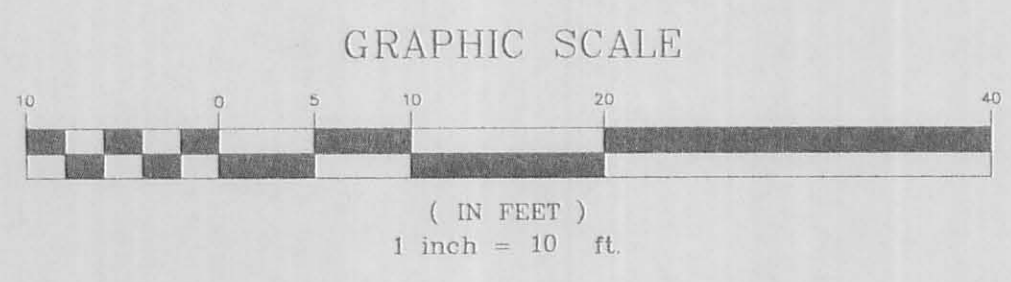 GRAPHIC SCALE
10 0 5 10 20 40
( IN FEET )
1 inch = 10 ft.